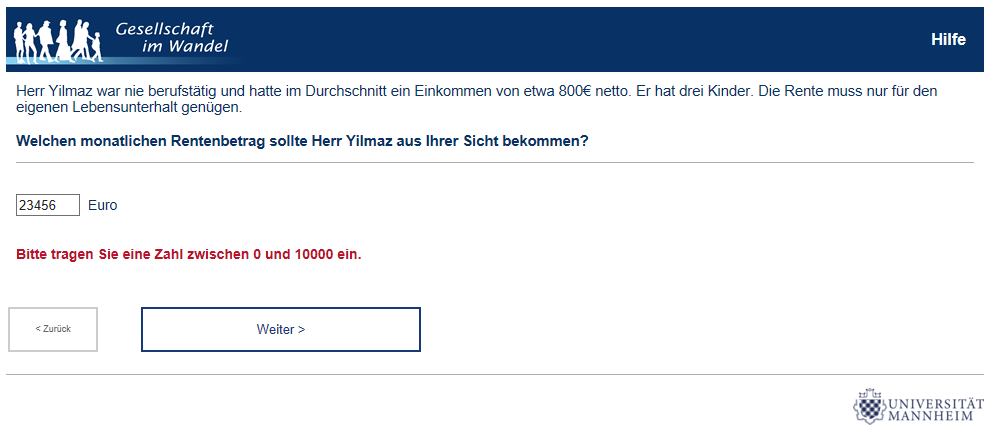 Gesellschaft
im Wandel
Hilfe
Herr Yilmaz war nie berufstätig und hatte im Durchschnitt ein Einkommen von etwa 800€ netto. Er hat drei Kinder. Die Rente muss nur für den
eigenen Lebensunterhalt genügen.
Welchen monatlichen Rentenbetrag sollte Herr Yilmaz aus Ihrer Sicht bekommen?
23456 Euro
Bitte tragen Sie eine Zahl zwischen 0 und 10000 ein.
< Zurück
Weiter >
UNIVERSITÄT
MANNHEIM